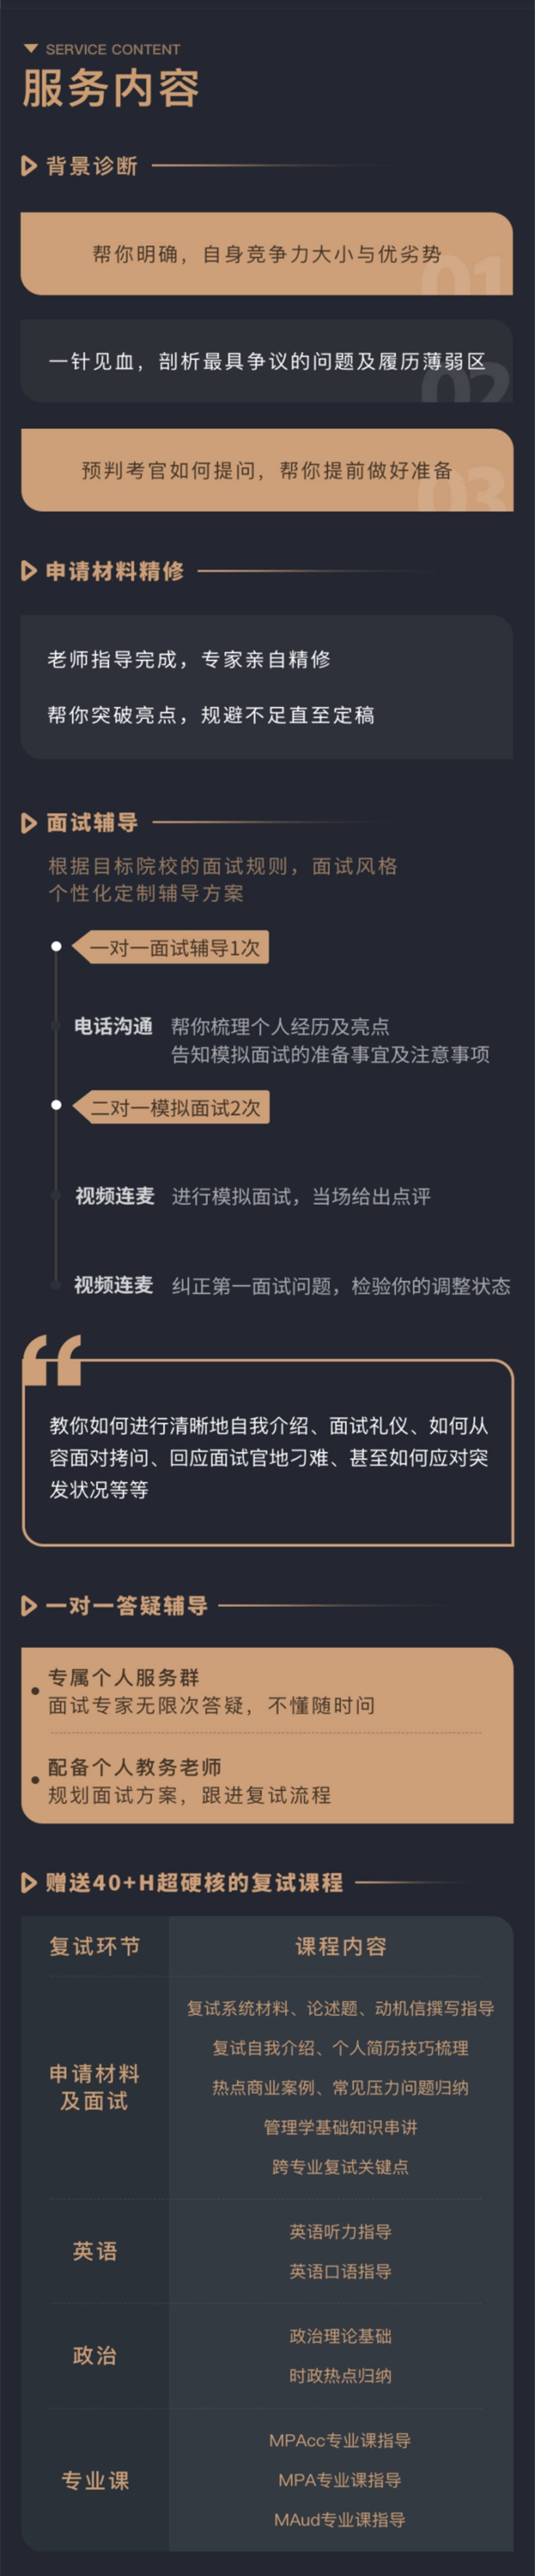 SERVICE CONTENT
服务内容
背景诊断
帮你明确，自身竞争力大小与优劣势
01
一针见血，剖析最具争议的问题及履历薄弱区
02
预判考官如何提问，帮你提前做好准备
03
申请材料精修
老师指导完成，专家亲自精修
帮你突破亮点，规避不足直至定稿
面试辅导
根据目标院校的面试规则，面试风格
个性化定制辅导方案
一对一面试辅导1次
电话沟通 帮你梳理个人经历及亮点
告知模拟面试的准备事宜及注意事项
二对一模拟面试2次
视频连麦 进行模拟面试，当场给出点评
视频连麦 纠正第一面试问题，检验你的调整状态
教你如何进行清晰地自我介绍、面试礼仪、如何从
容面对拷问、回应面试官地刁难、甚至如何应对突
发状况等等
一对一答疑辅导
专属个人服务群
面试专家无限次答疑，不懂随时问
配备个人教务老师
规划面试方案，跟进复试流程
赠送40+H超硬核的复试课程
复试环节 课程内容
申请材料
及面试
复试系统材料、论述题、动机信撰写指导
复试自我介绍、个人简历技巧梳理
热点商业案例、常见压力问题归纳
管理学基础知识串讲
跨专业复试关键点
英语
英语听力指导
英语口语指导
政治
政治理论基础
时政热点归纳
专业课
MPAcc专业课指导
MPA专业课指导
MAud专业课指导